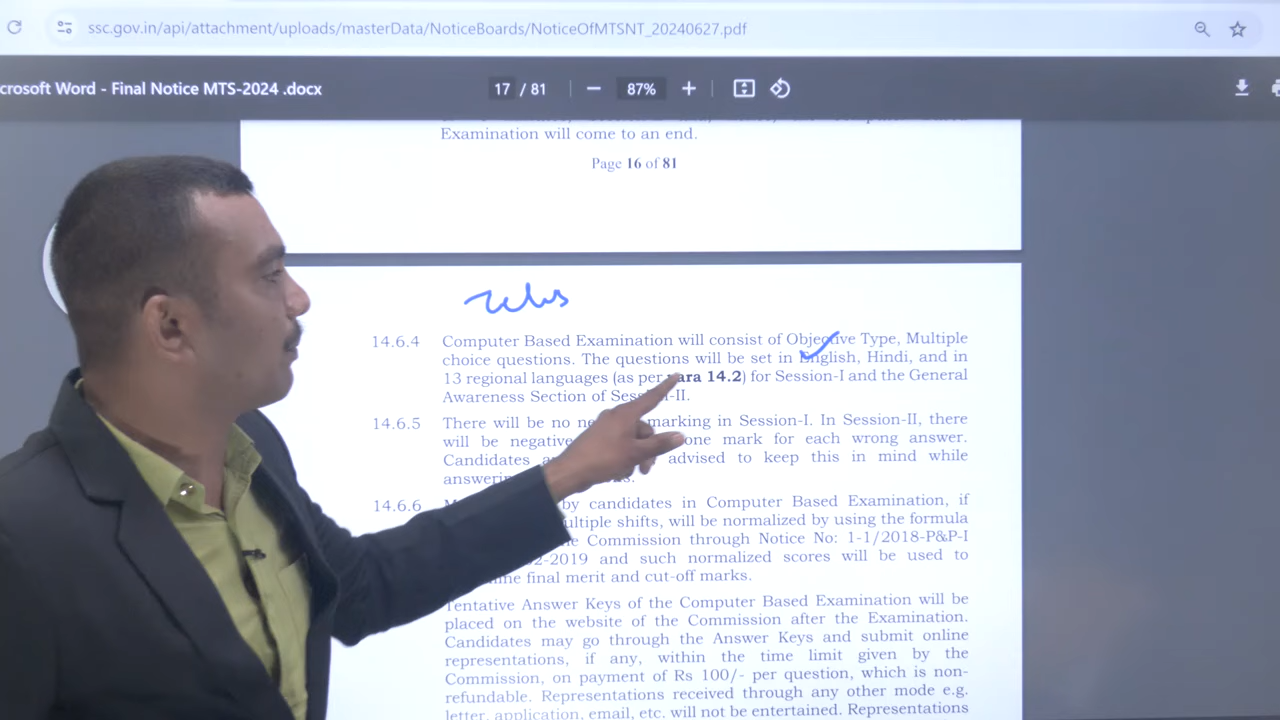 ssc.gov.in/api/attachment/uploads/masterData/NoticeBoards/NoticeOfMTSNT_20240627.pdf
crosoft Word - Final Notice MTS-2024 .docx
17 / 81
87%
Examination will come to an end.
Page 16 of 81
14.6.4 Computer Based Examination will consist of Objective Type, Multiple
choice questions. The questions will be set in English, Hindi, and in
13 regional languages (as per para 14.2) for Session-I and the General
Awareness Section of
-II.
14.6.5 There will be no
marking in Session-I. In Session-II, there
will be negative
one mark for each wrong answer.
Candidates
advised to keep this in mind while
14.6.6
by candidates in Computer Based Examination, if
ultiple shifts, will be normalized by using the formula
e Commission through Notice No: 1-1/2018-P&P-I
2-2019 and such normalized scores will be used to
ine final merit and cut-off marks.
Tentative Answer Keys of the Computer Based Examination will be
placed on the website of the Commission after the Examination.
Candidates may go through the Answer Keys and submit online
representations, if any, within the time limit given by the
Commission, on payment of Rs 100/- per question, which is non-
refundable. Representations received through any other mode e.g.
letter, application, email, etc. will not be entertained. Representations